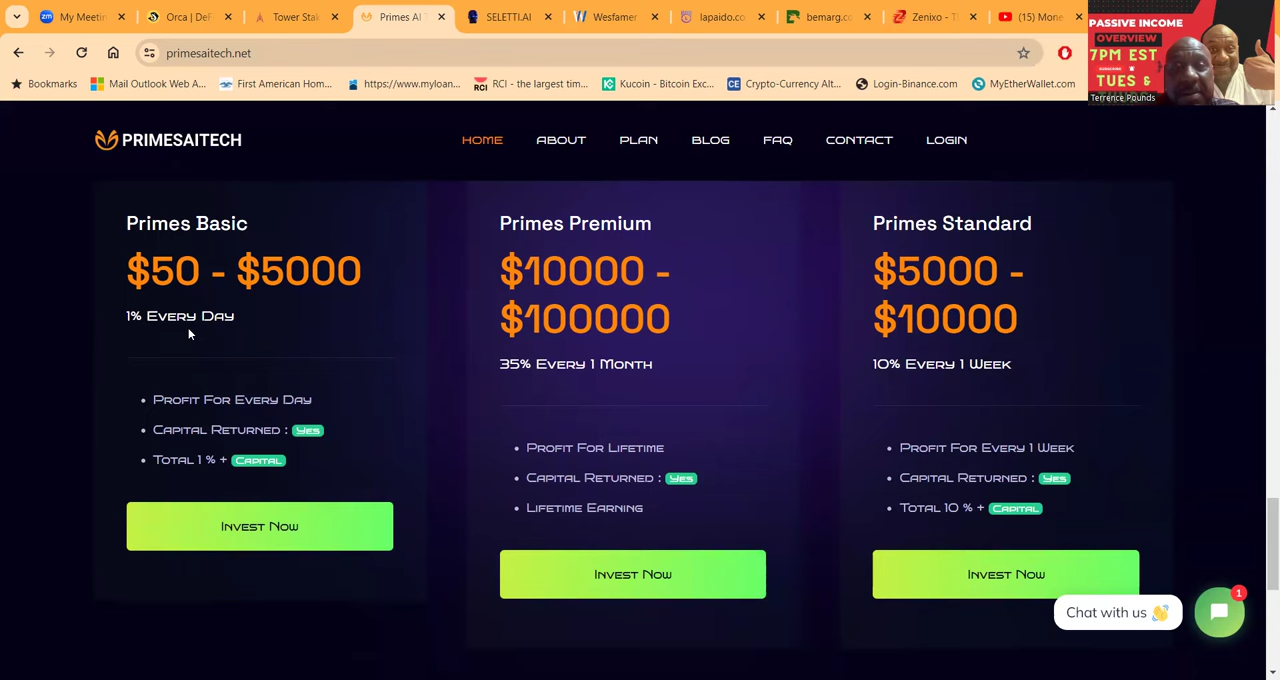 My Meetin
Orca | DeF
Tower Stak
Primes AI T
SELETTI.AI
Wesfamer
lapaido.co
bemarg.co
Zenixo - T
(15) Mone
primesaitech.net
Bookmarks
Mail Outlook Web A...
First American Hom...
https://www.myloan...
RCI - the largest tim...
Kucoin - Bitcoin Exc...
Crypto-Currency Alt...
Login-Binance.com
MyEtherWallet.com
PASSIVE INCOME
OVERVIEW
7PM EST
TUES &
Terrence Pounds
PRIMESAITECH
HOME
ABOUT
PLAN
BLOG
FAQ
CONTACT
LOGIN
Primes Basic
$50 - $5000
1% Every Day
Profit For Every Day
Capital Returned : Yes
Total 1 % + Capital
Invest Now
Primes Premium
$10000 -
$100000
35% Every 1 Month
Profit For Lifetime
Capital Returned : Yes
Lifetime Earning
Invest Now
Primes Standard
$5000 -
$10000
10% Every 1 Week
Profit For Every 1 Week
Capital Returned : Yes
Total 10 % + Capital
Invest Now
Chat with us 👋
1